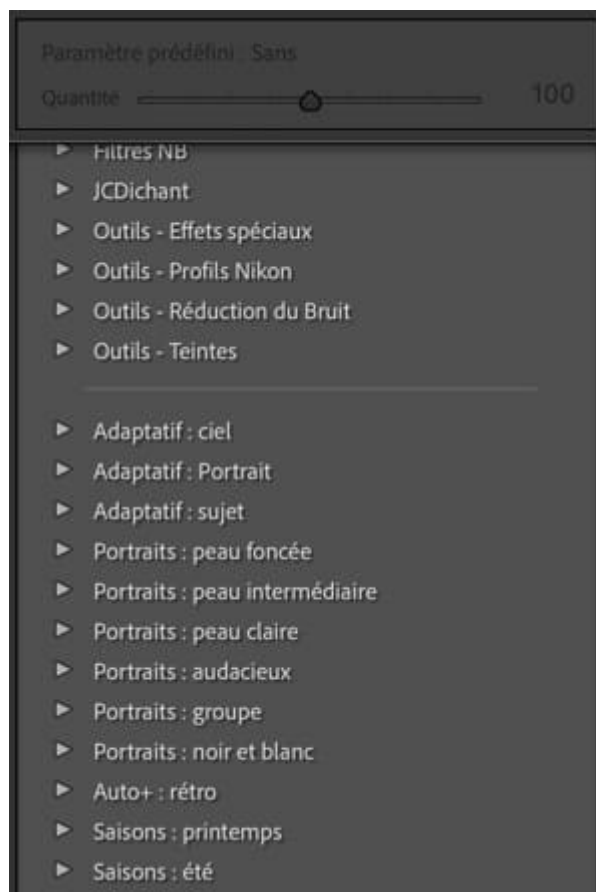 Paramètre prédéfini : Sans
Quantité 100
Filtres NB
JCDichant
Outils - Effets spéciaux
Outils - Profils Nikon
Outils - Réduction du Bruit
Outils - Teintes
Adaptatif : ciel
Adaptatif : Portrait
Adaptatif : sujet
Portraits : peau foncée
Portraits : peau intermédiaire
Portraits : peau claire
Portraits : audacieux
Portraits : groupe
Portraits : noir et blanc
Auto+ : rétro
Saisons : printemps
Saisons : été